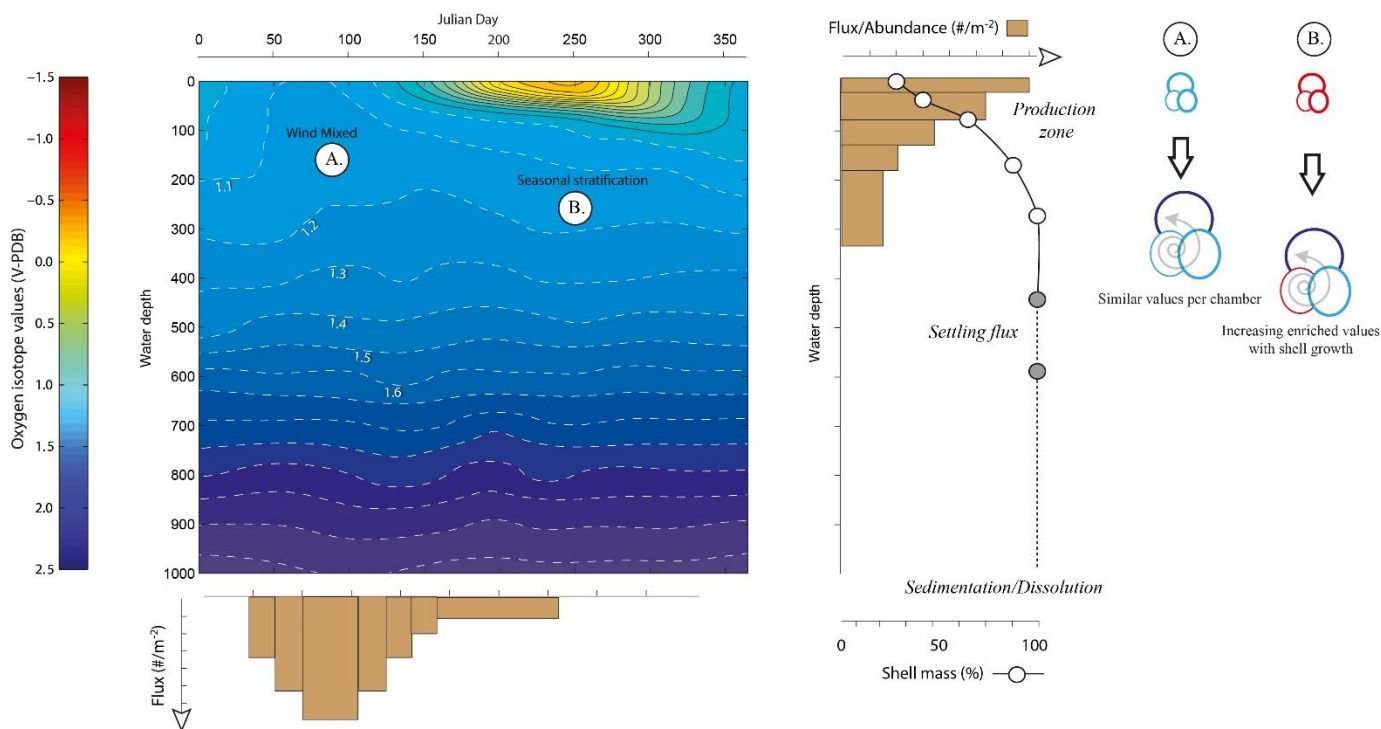 Julian Day
0 50 100 150 200 250 300 350
Oxygen isotope values (V-PDB)
−1.5
−1.0
−0.5
0.0
0.5
1.0
1.5
2.0
2.5
Water depth
0
100
200
300
400
500
600
700
800
900
1000
Wind Mixed
A.
Seasonal stratification
B.
1.1
1.2
1.3
1.4
1.5
1.6
Flux (#/m-2)
Flux/Abundance (#/m-2)
Production
zone
Water depth
Settling flux
Sedimentation/Dissolution
0 50 100
Shell mass (%)
A.
Similar values per chamber
B.
Increasing enriched values
with shell growth